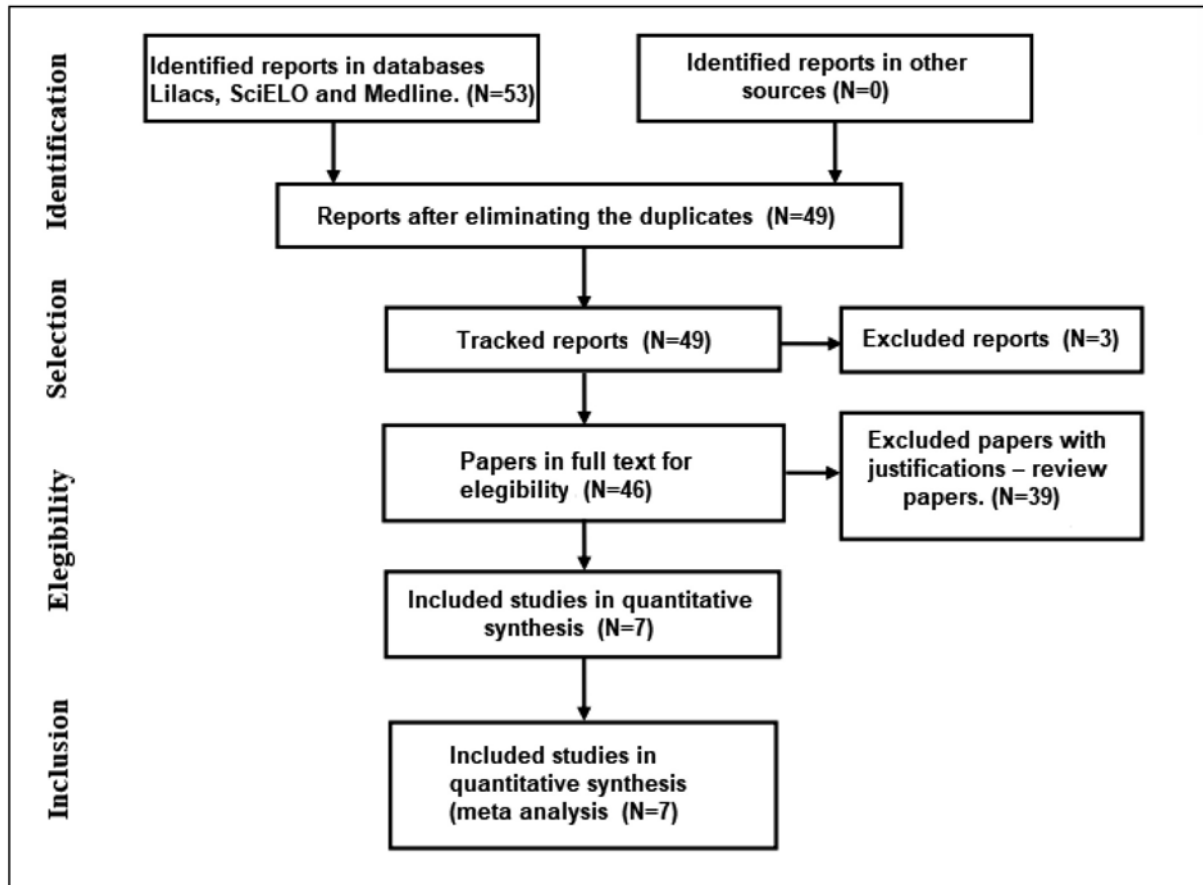 Identification
Identified reports in databases
Lilacs, SciELO and Medline. (N=53)
Identified reports in other
sources (N=0)
Reports after eliminating the duplicates (N=49)
Selection
Tracked reports (N=49)
Excluded reports (N=3)
Elegibility
Papers in full text for
elegibility (N=46)
Excluded papers with
justifications – review
papers. (N=39)
Included studies in quantitative
synthesis (N=7)
Inclusion
Included studies in
quantitative synthesis
(meta analysis (N=7)